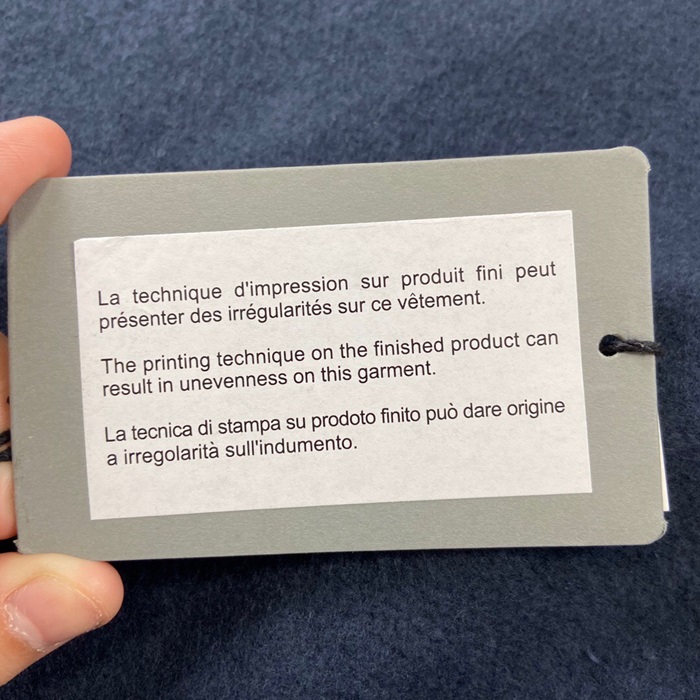 La technique d'impression sur produit fini peut
présenter des irrégularités sur ce vêtement.
The printing technique on the finished product can
result in unevenness on this garment.
La tecnica di stampa su prodoto finito può dare origine
a irregolarità sull'indumento.